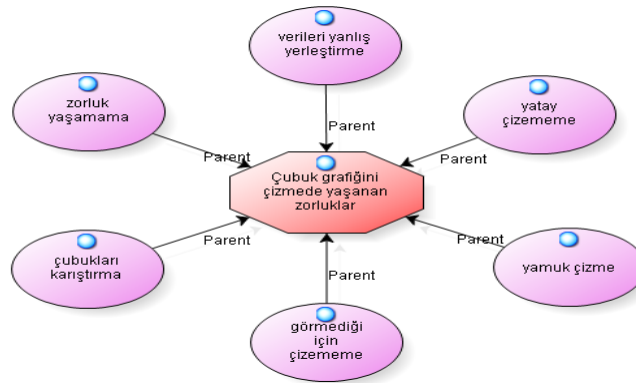 verileri yanlış
yerleştirme
zorluk
yaşamama
yatay
çizememe
Parent
Parent
Parent
Çubuk grafiğini
çizmede yaşanan
zorluklar
Parent
Parent
Parent
çubukları
karıştırma
yamuk çizme
görmediği
için
çizememe